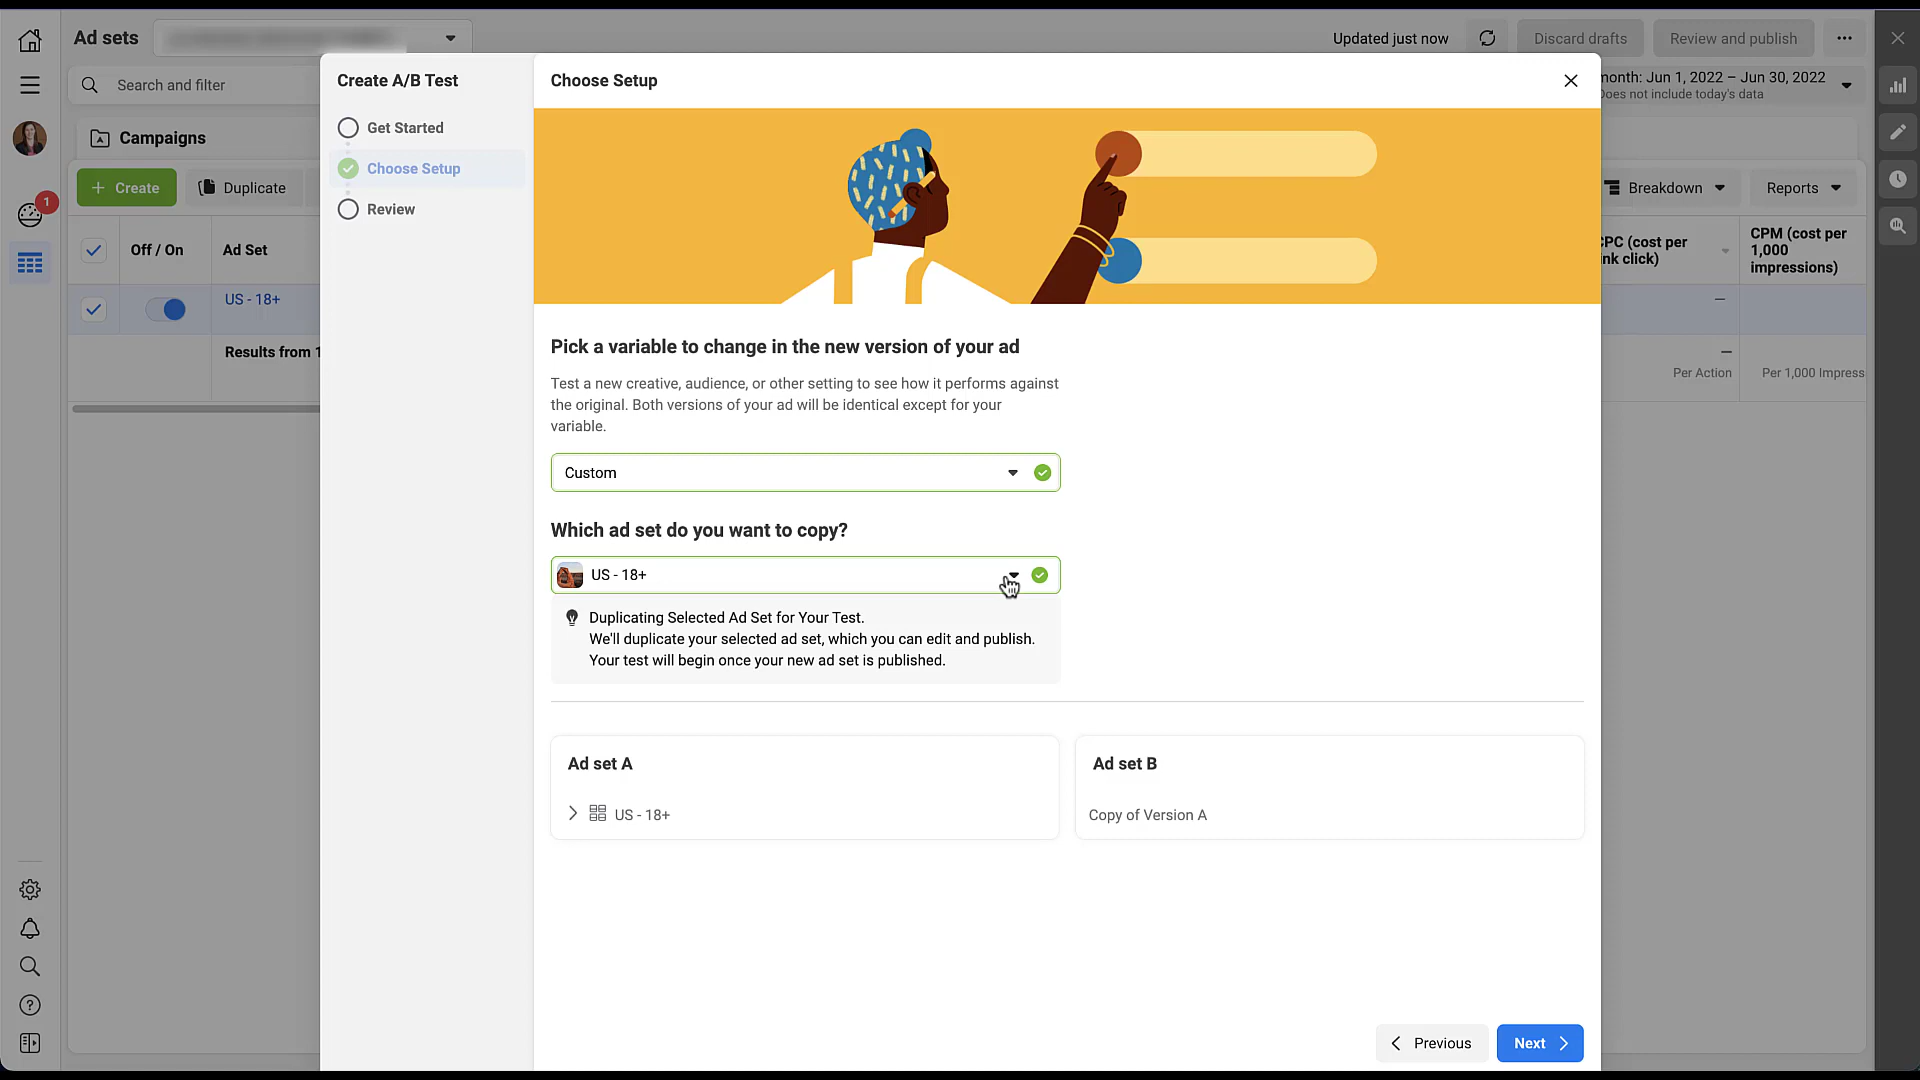 Ad sets
Updated just now
Discard drafts
Review and publish
Search and filter
month: Jun 1, 2022 – Jun 30, 2022
Does not include today's data
Campaigns
1
+ Create
Duplicate
Breakdown
Reports
Off / On
Ad Set
CPC (cost per
ink click)
CPM (cost per
1,000
impressions)
US - 18+
—
Results from 1
—
Per Action
Per 1,000 Impress
Create A/B Test
Get Started
Choose Setup
Review
Choose Setup
Pick a variable to change in the new version of your ad
Test a new creative, audience, or other setting to see how it performs against
the original. Both versions of your ad will be identical except for your
variable.
Custom
Which ad set do you want to copy?
US - 18+
Duplicating Selected Ad Set for Your Test.
We'll duplicate your selected ad set, which you can edit and publish.
Your test will begin once your new ad set is published.
Ad set A
US - 18+
Ad set B
Copy of Version A
Previous
Next